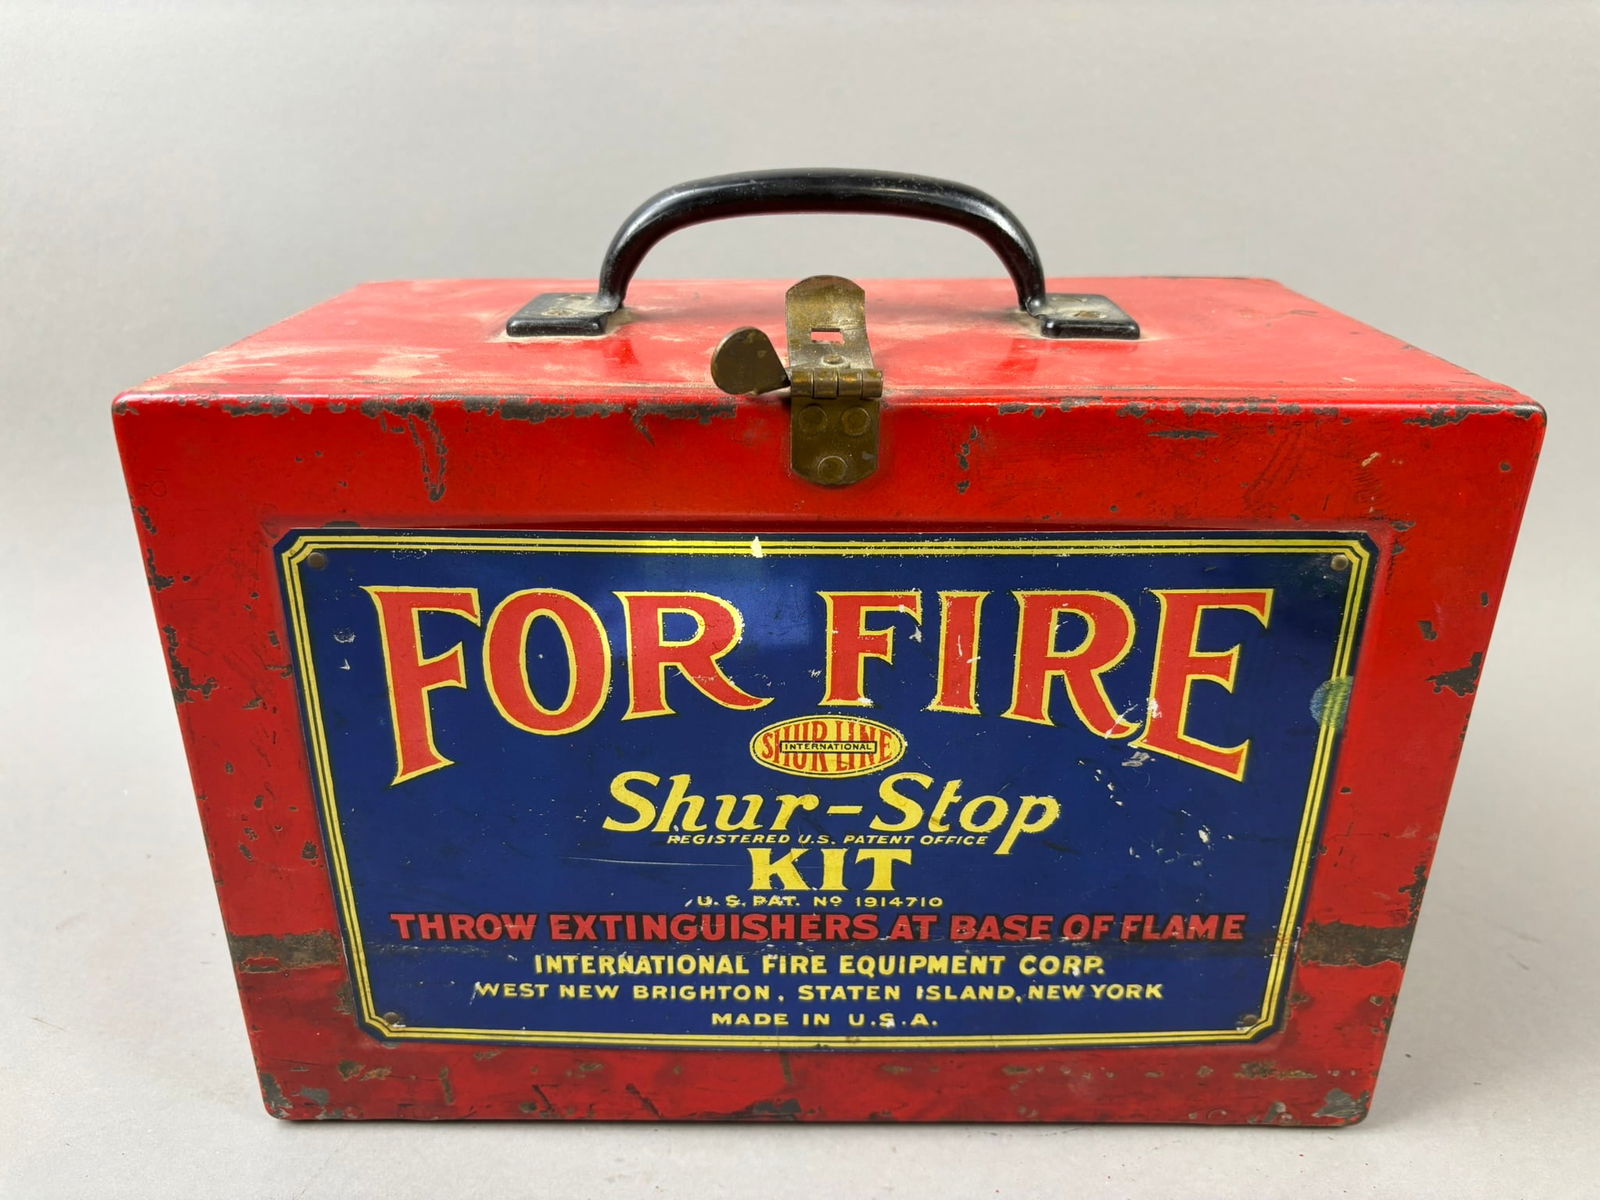 FOR FIRE
SHUR LINE
INTERNATIONAL
Shur-Stop
REGISTERED U.S. PATENT OFFICE
KIT
U.S. PAT. Nº 1914710
THROW EXTINGUISHERS AT BASE OF FLAME
INTERNATIONAL FIRE EQUIPMENT CORP.
WEST NEW BRIGHTON, STATEN ISLAND, NEW YORK
MADE IN U.S.A.